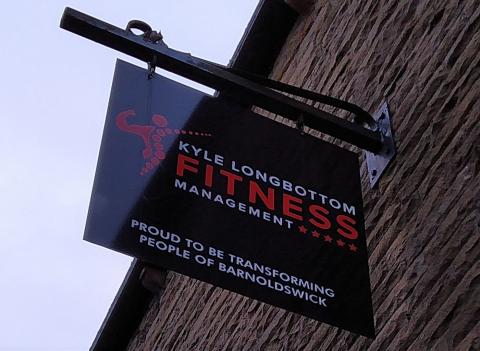 KYLE LONGBOTTOM
FITNESS
MANAGEMENT
PROUD TO BE TRANSFORMING
PEOPLE OF BARNOLDSWICK